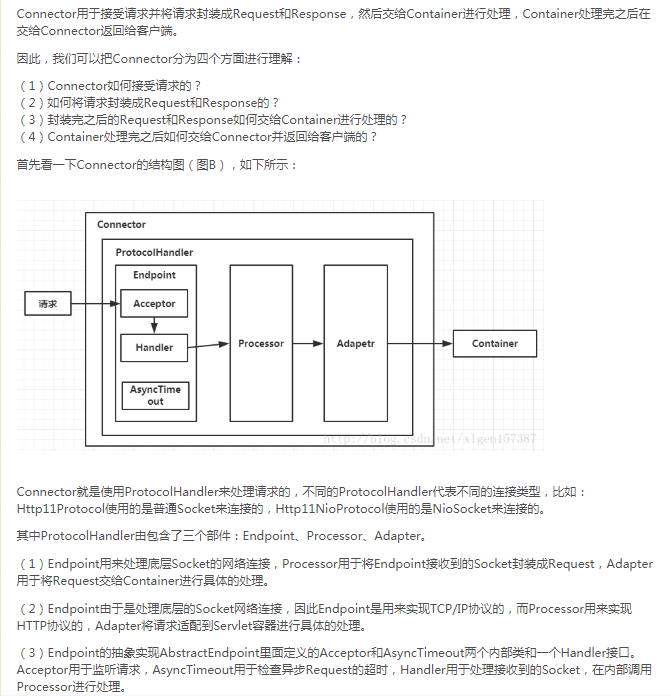 Connector用于接受请求并将请求封装成Request和Response，然后交给Container进行处理，Container处理完之后在
交给Connector返回给客户端。
因此，我们可以把Connector分为四个方面进行理解：
（1）Connector如何接受请求的？
（2）如何将请求封装成Request和Response的？
（3）封装完之后的Request和Response如何交给Container进行处理的？
（4）Container处理完之后如何交给Connector并返回给客户端的？
首先看一下Connector的结构图（图B），如下所示：
Connector
ProtocolHandler
Endpoint
请求
Acceptor
Handler
Processor
Adapetr
Container
AsyncTime
out
http://blog.csdn.net/xlgen157387
Connector就是使用ProtocolHandler来处理请求的，不同的ProtocolHandler代表不同的连接类型，比如：
Http11Protocol使用的是普通Socket来连接的，Http11NioProtocol使用的是NioSocket来连接的。
其中ProtocolHandler由包含了三个部件：Endpoint、Processor、Adapter。
（1）Endpoint用来处理底层Socket的网络连接，Processor用于将Endpoint接收到的Socket封装成Request，Adapter
用于将Request交给Container进行具体的处理。
（2）Endpoint由于是处理底层的Socket网络连接，因此Endpoint是用来实现TCP/IP协议的，而Processor用来实现
HTTP协议的，Adapter将请求适配到Servlet容器进行具体的处理。
（3）Endpoint的抽象实现AbstractEndpoint里面定义的Acceptor和AsyncTimeout两个内部类和一个Handler接口。
Acceptor用于监听请求，AsyncTimeout用于检查异步Request的超时，Handler用于处理接收到的Socket，在内部调用
Processor进行处理。